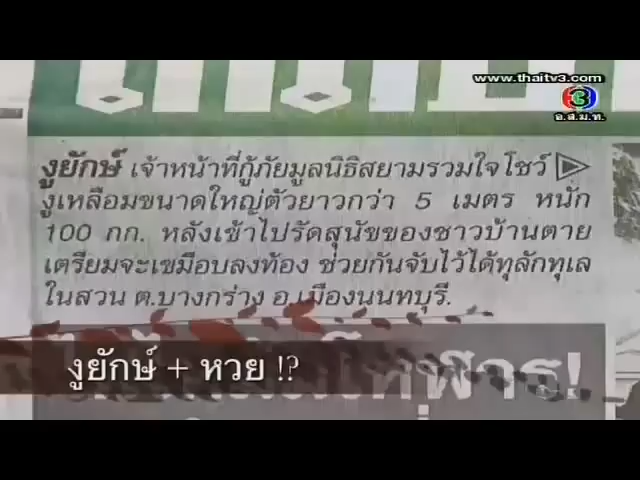 www.thaitv3.com
3
อ.ส.ม.ท.
งูยักษ์ เจ้าหน้าที่กู้ภัยมูลนิธิสยามรวมใจโชว์
งูเหลือมขนาดใหญ่ตัวยาวกว่า 5 เมตร หนัก
100 กก. หลังเข้าไปรัดสุนัขของชาวบ้านตาย
เตรียมจะเขมือบลงท้อง ช่วยกันจับไว้ได้ทุลักทุเล
ในสวน ต.บางกร่าง อ.เมืองนนทบุรี.
งูยักษ์ + หวย !?